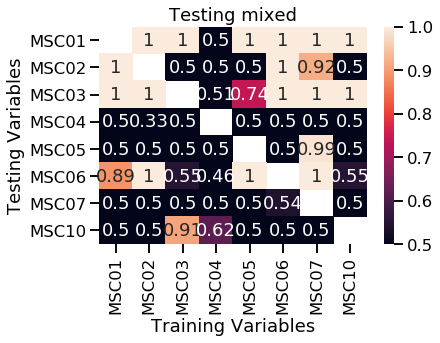 Testing mixed
Testing Variables
MSC01 1 1 0.5 1 1 1 1
MSC02 1 0.5 0.5 0.5 1 0.92 0.5
MSC03 1 1 0.51 0.74 1 1 1
MSC04 0.5 0.33 0.5 0.5 0.5 0.5 0.5
MSC05 0.5 0.5 0.5 0.5 0.5 0.99 0.5
MSC06 0.89 1 0.55 0.46 1 1 0.55
MSC07 0.5 0.5 0.5 0.5 0.5 0.54 0.5
MSC10 0.5 0.5 0.91 0.62 0.5 0.5 0.5
MSC01 MSC02 MSC03 MSC04 MSC05 MSC06 MSC07 MSC10
Training Variables
1.0
0.9
0.8
0.7
0.6
0.5